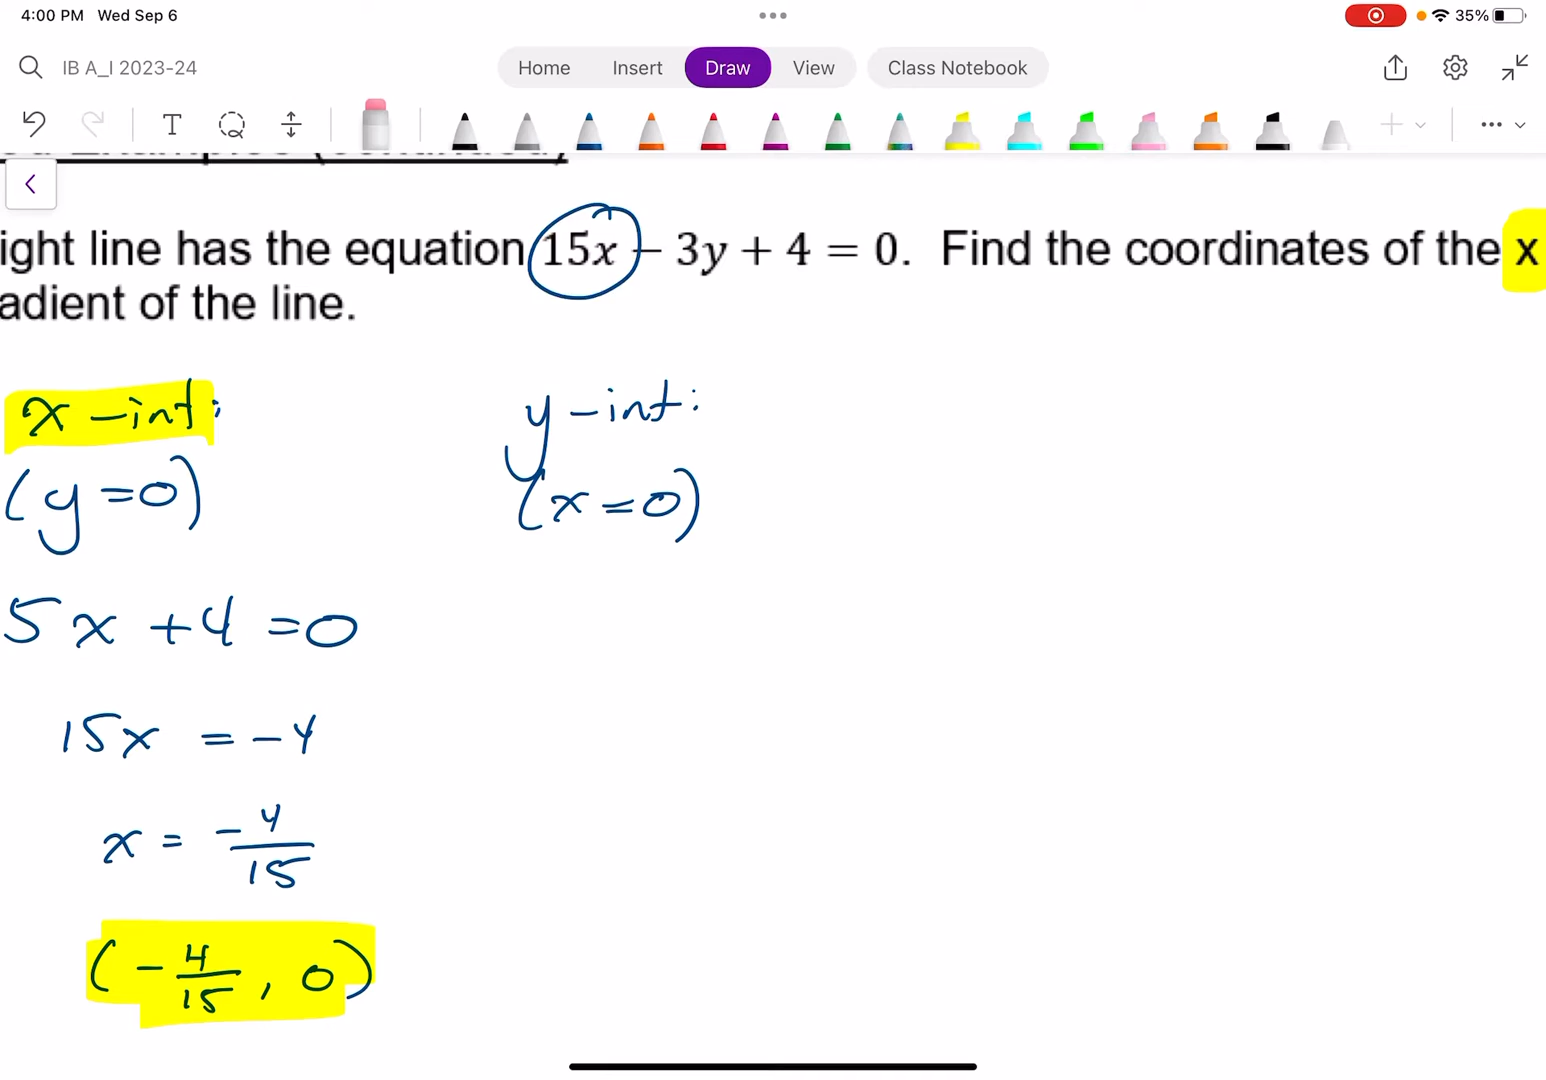 4:00 PM Wed Sep 6
35%
IB A_I 2023-24
Home Insert Draw View Class Notebook
T
ight line has the equation 15x − 3y + 4 = 0. Find the coordinates of the x
adient of the line.
x -int:
y -int:
(y=0)
(x=0)
5x +4 =0
15x = -4
x = -4/15
(-4/15, 0)